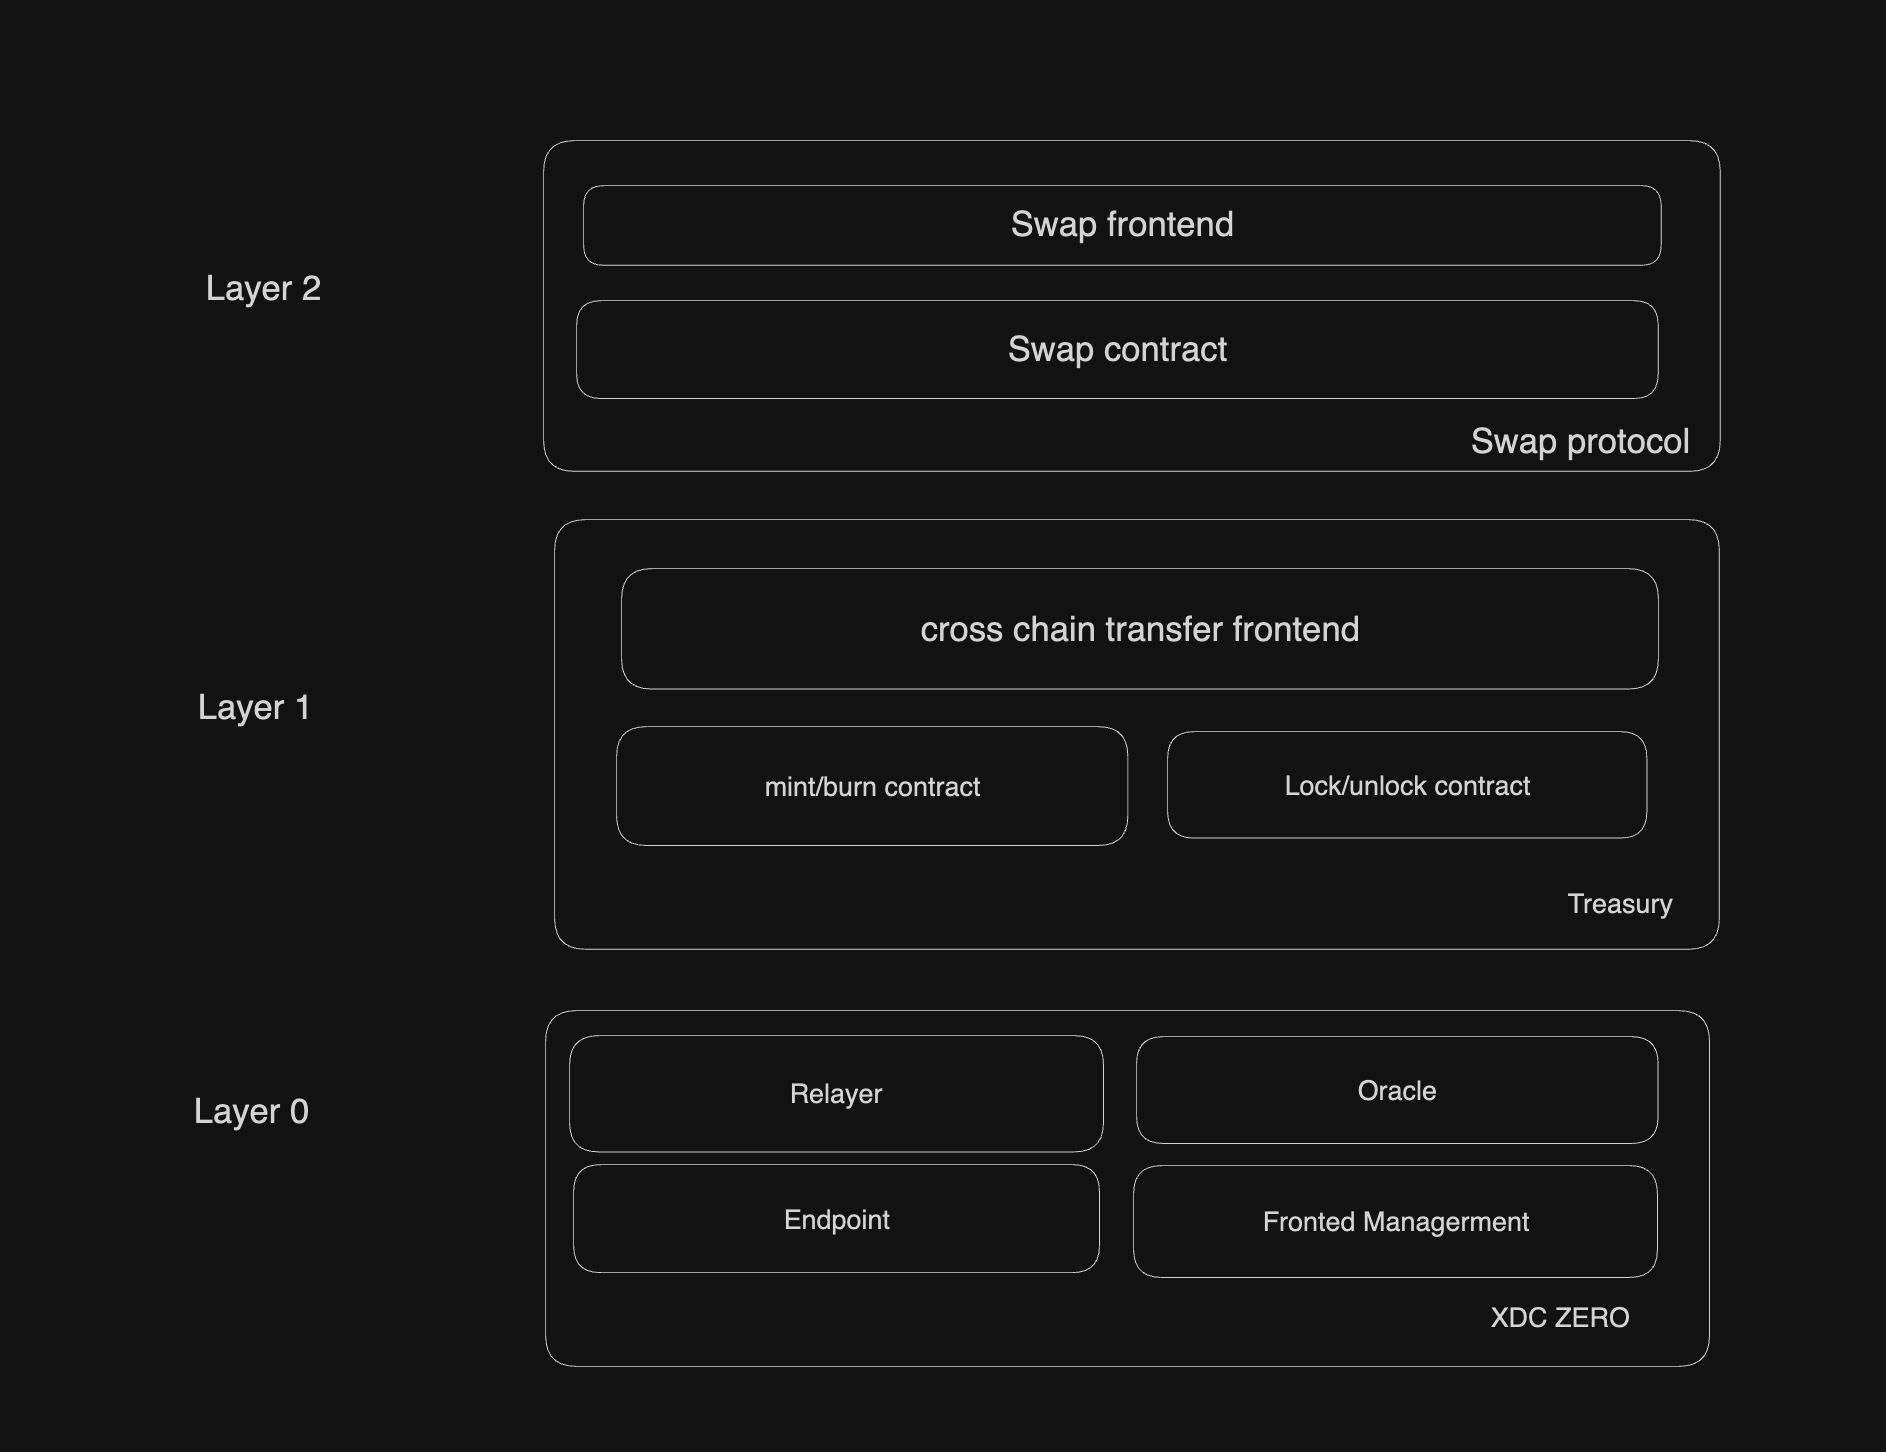 Swap frontend
Layer 2
Swap contract
Swap protocol
cross chain transfer frontend
Layer 1
mint/burn contract
Lock/unlock contract
Treasury
Relayer
Oracle
Layer 0
Endpoint
Fronted Managerment
XDC ZERO